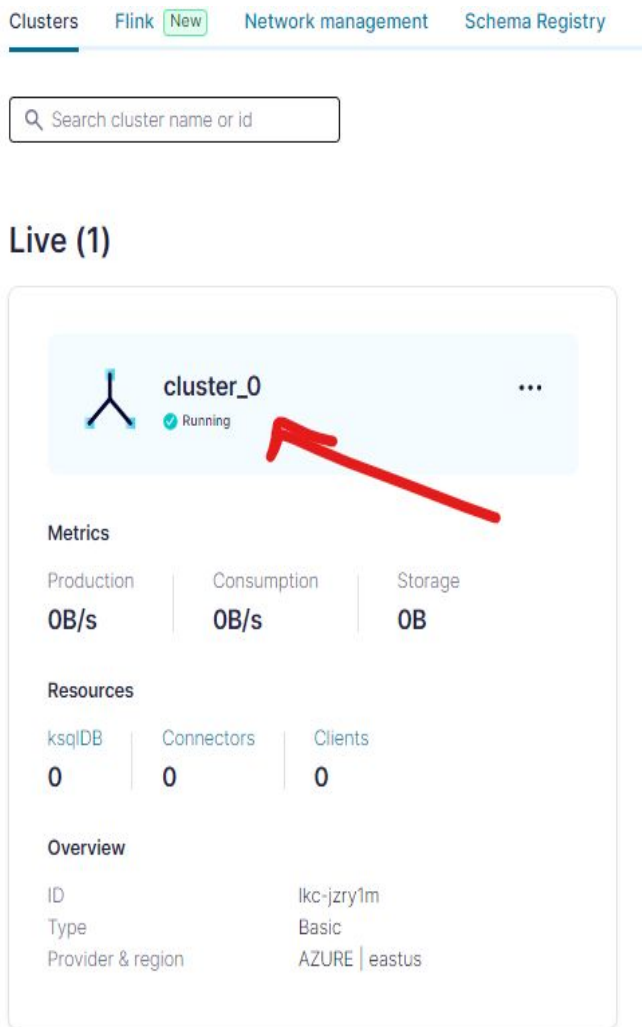 Clusters Flink New Network management Schema Registry
Search cluster name or id
Live (1)
cluster_0
Running
Metrics
Production Consumption Storage
0B/s 0B/s 0B
Resources
ksqlDB Connectors Clients
0 0 0
Overview
ID lkc-jzry1m
Type Basic
Provider & region AZURE | eastus